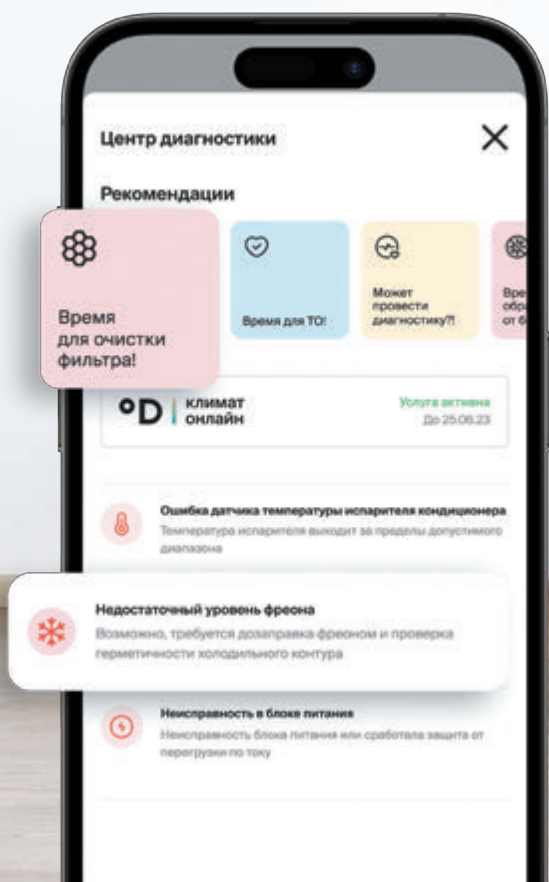 Центр диагностики
Рекомендации
Время
для очистки
фильтра!
Время для ТО!
Может
провести
диагностику?!
от
°D климат
онлайн
Услуга активна
До 25.06.23
Ошибка датчика температуры испарителя кондиционера
Температура испарителя выходит за пределы допустимого
диапазона
Недостаточный уровень фреона
Возможно, требуется дозаправка фреоном и проверка
герметичности холодильного контура
Неисправность в блоке питания
Неисправность блока питания или сработала защита от
перегрузки по току